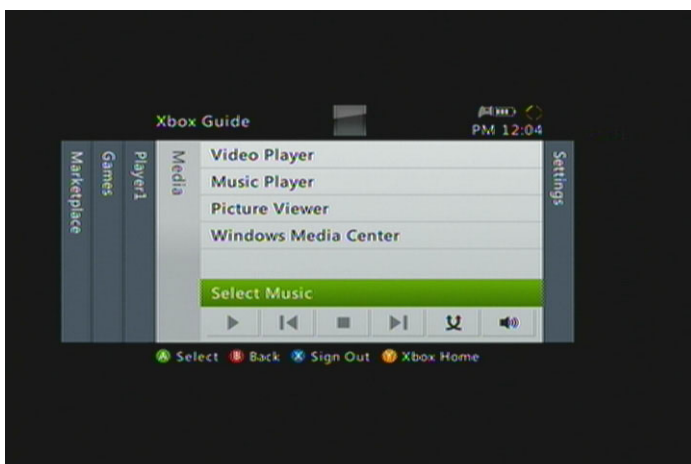 Xbox Guide
PM 12:04
Marketplace
Games
Player1
Media
Video Player
Music Player
Picture Viewer
Windows Media Center
Select Music
Settings
A Select B Back X Sign Out Y Xbox Home